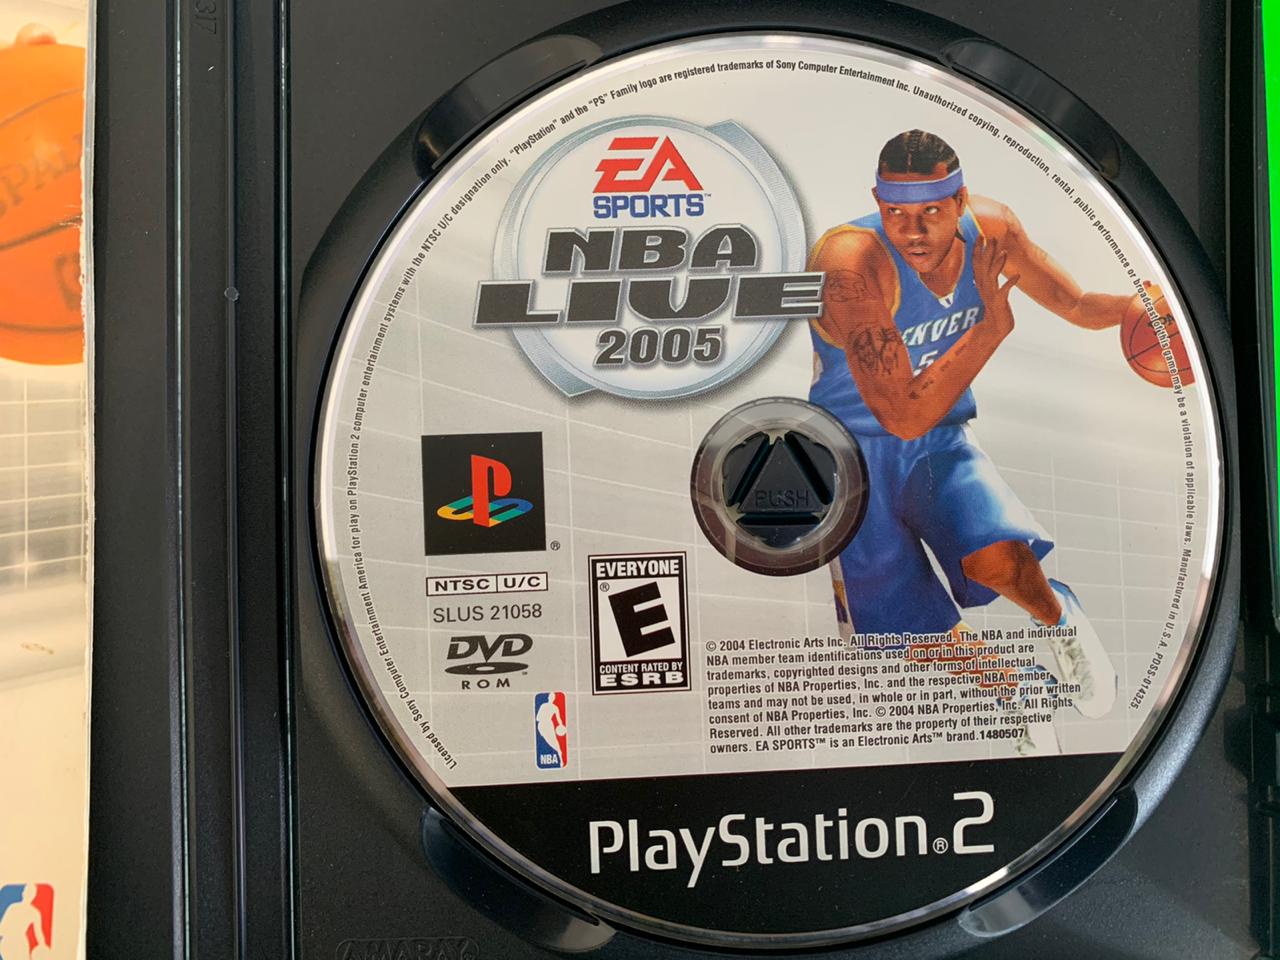 317
SPAL
Licensed by Sony Computer Entertainment America for play on PlayStation 2 computer entertainment systems with the NTSC U/C designation only. "PlayStation" and the "PS" Family logo are registered trademarks of Sony Computer Entertainment Inc. Unauthorized copying, reproduction, rental, public performance or broadcast of this game may be a violation of applicable laws. Manufactured in U.S.A. PDSS-014325
EA
SPORTS™
NBA
LIVE
2005
ENVER
5
PUSH
®
NTSC U/C
SLUS 21058
DVD
ROM
EVERYONE
®
E
CONTENT RATED BY
ESRB
NBA
© 2004 Electronic Arts Inc. All Rights Reserved. The NBA and individual
NBA member team identifications used on or in this product are
trademarks, copyrighted designs and other forms of intellectual
properties of NBA Properties, Inc. and the respective NBA member
teams and may not be used, in whole or in part, without the prior written
consent of NBA Properties, Inc. © 2004 NBA Properties, Inc. All Rights
Reserved. All other trademarks are the property of their respective
owners. EA SPORTS™ is an Electronic Arts™ brand. 1480507
PlayStation®2
AMARAY